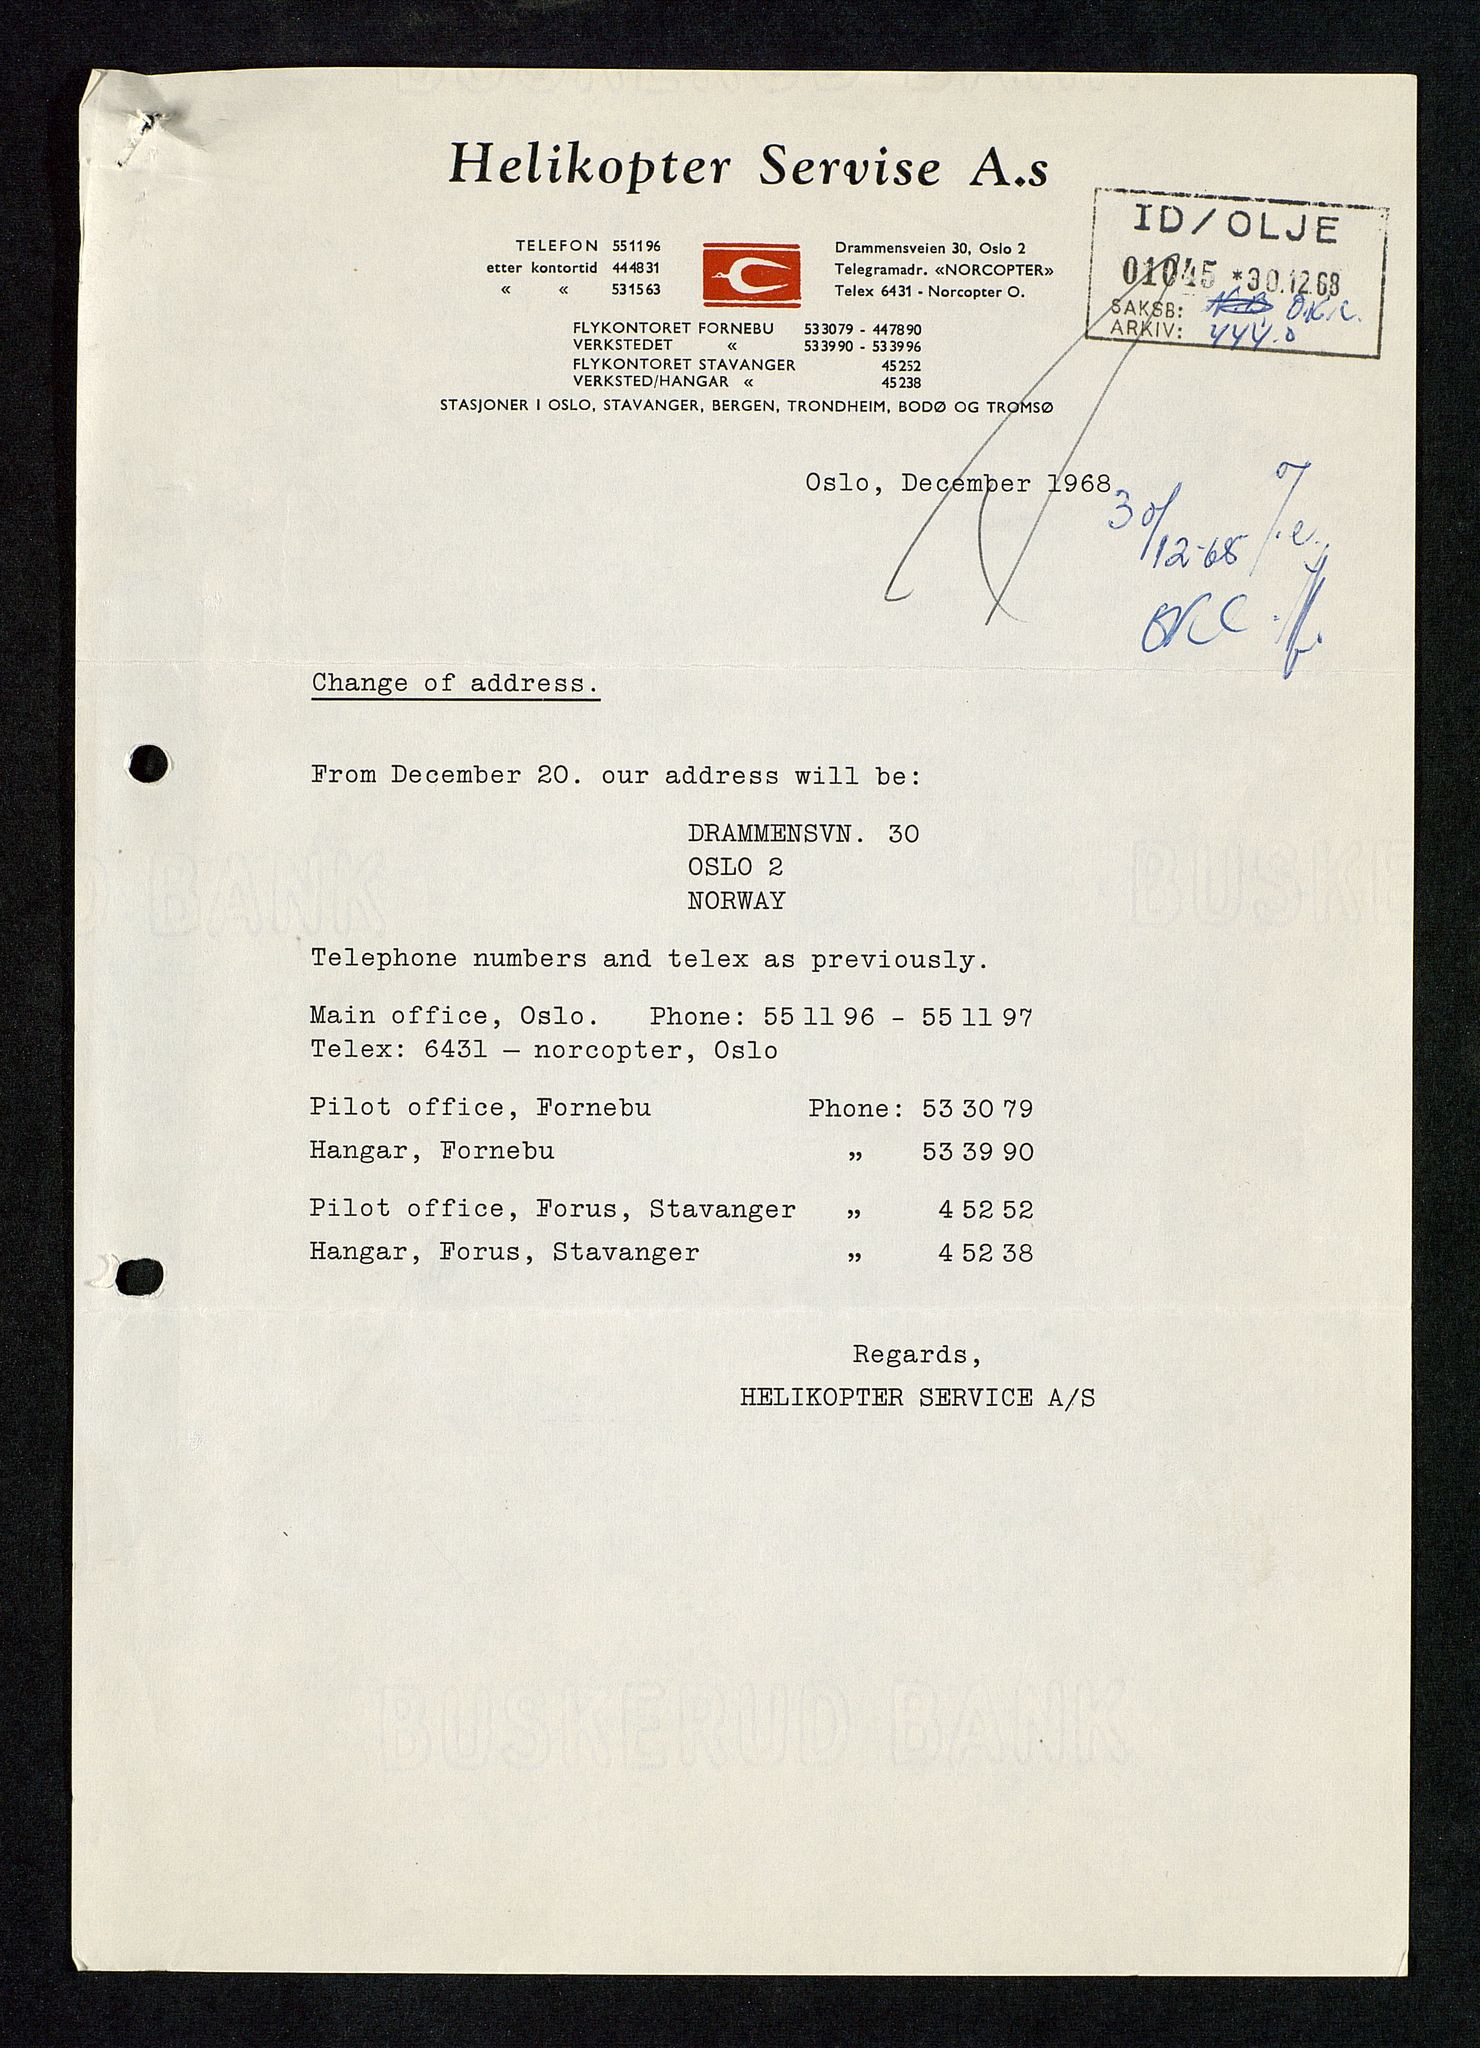 Helikopter Servise A.s
ID/OLJE
01045 *30.12.68
SAKSB: O.K.C.
ARKIV: 444.0
TELEFON 551196
etter kontortid 444831
« « 531563
Drammensveien 30, Oslo 2
Telegramadr. «NORCOPTER»
Telex 6431 - Norcopter O.
FLYKONTORET FORNEBU 533079 - 447890
VERKSTEDET « 533990 - 533996
FLYKONTORET STAVANGER 45252
VERKSTED/HANGAR « 45238
STASJONER I OSLO, STAVANGER, BERGEN, TRONDHEIM, BODØ OG TROMSØ
Oslo, December 1968
30/12-68
OKC
Change of address.
From December 20. our address will be:
DRAMMENSVN. 30
OSLO 2
NORWAY
BUSKERUD BANK
Telephone numbers and telex as previously.
Main office, Oslo. Phone: 55 11 96 - 55 11 97
Telex: 6431 — norcopter, Oslo
Pilot office, Fornebu Phone: 53 30 79
Hangar, Fornebu „ 53 39 90
Pilot office, Forus, Stavanger „ 4 52 52
Hangar, Forus, Stavanger „ 4 52 38
Regards,
HELIKOPTER SERVICE A/S